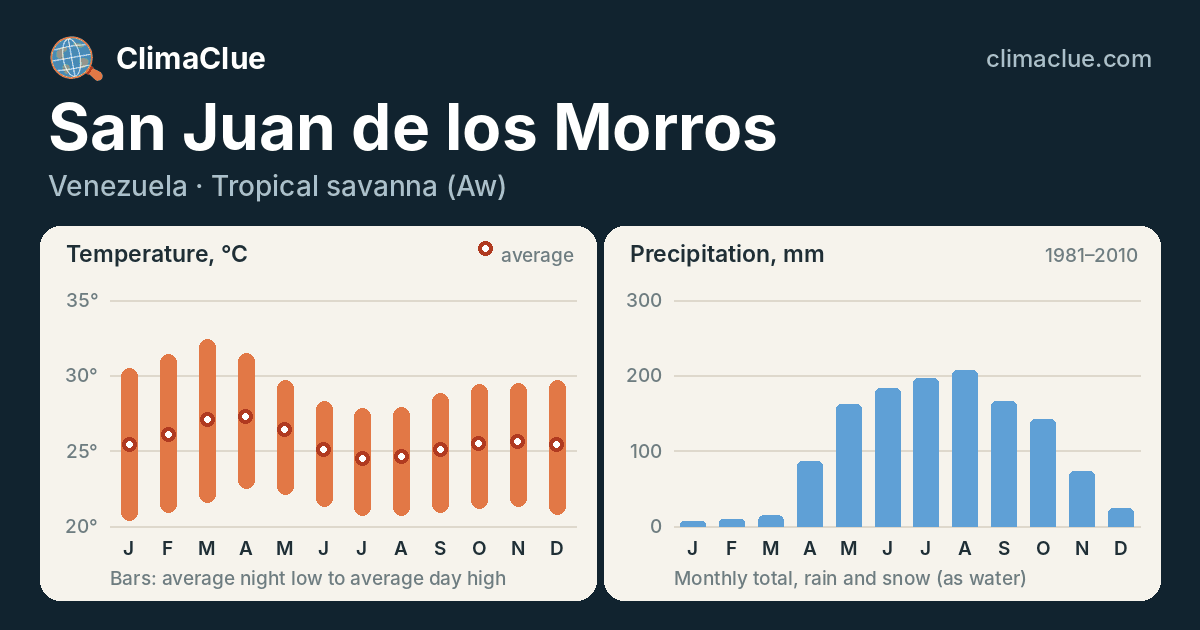 ClimaClue
climaclue.com
San Juan de los Morros
Venezuela · Tropical savanna (Aw)
Temperature, °C
average
35°
30°
25°
20°
J F M A M J J A S O N D
Bars: average night low to average day high
Precipitation, mm
1981–2010
300
200
100
0
J F M A M J J A S O N D
Monthly total, rain and snow (as water)